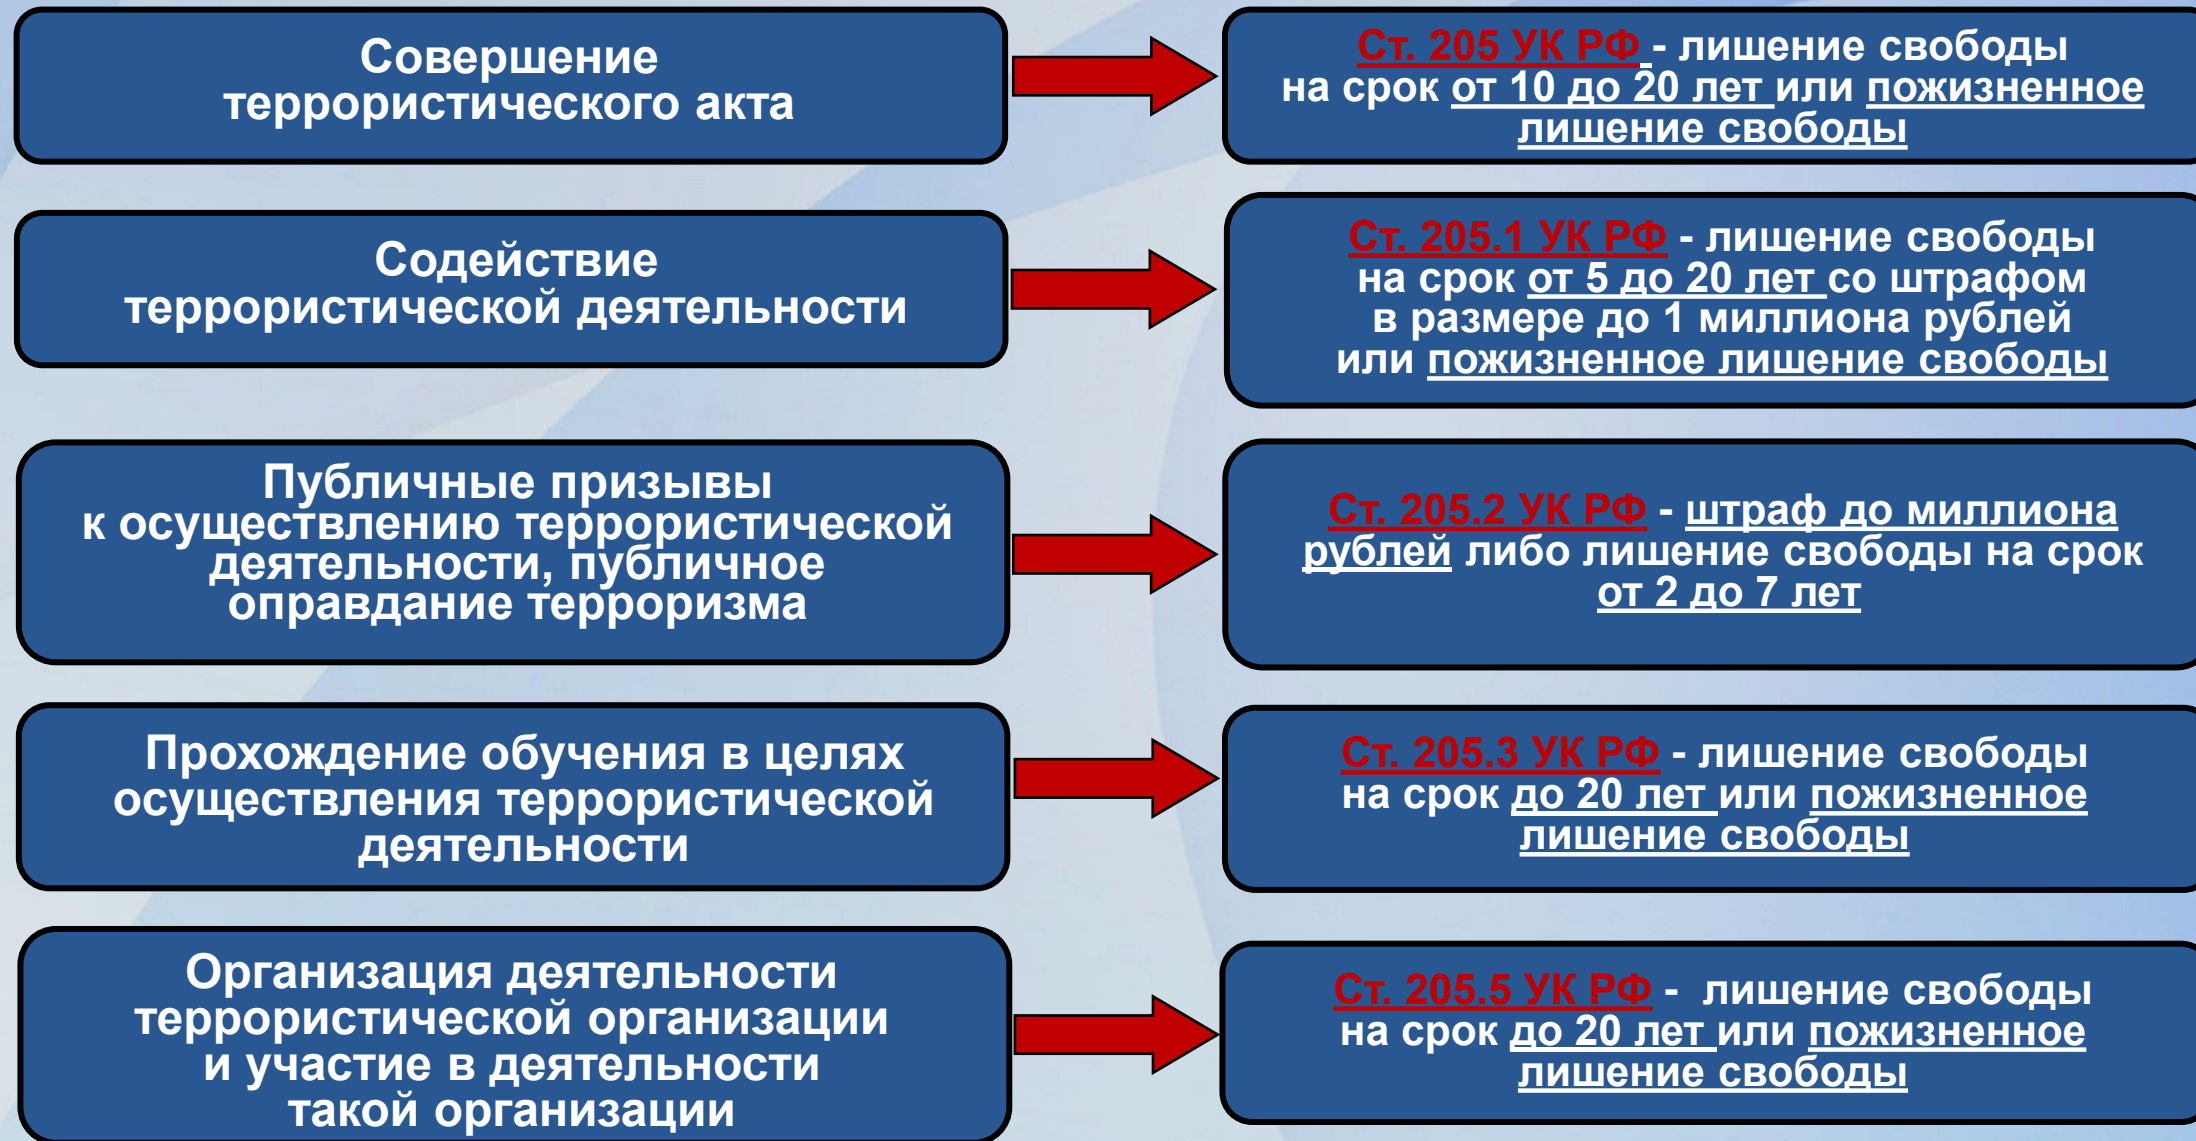 Совершение
террористического акта
Ст. 205 УК РФ - лишение свободы
на срок от 10 до 20 лет или пожизненное
лишение свободы
Содействие
террористической деятельности
Ст. 205.1 УК РФ - лишение свободы
на срок от 5 до 20 лет со штрафом
в размере до 1 миллиона рублей
или пожизненное лишение свободы
Публичные призывы
к осуществлению террористической
деятельности, публичное
оправдание терроризма
Ст. 205.2 УК РФ - штраф до миллиона
рублей либо лишение свободы на срок
от 2 до 7 лет
Прохождение обучения в целях
осуществления террористической
деятельности
Ст. 205.3 УК РФ - лишение свободы
на срок до 20 лет или пожизненное
лишение свободы
Организация деятельности
террористической организации
и участие в деятельности
такой организации
Ст. 205.5 УК РФ - лишение свободы
на срок до 20 лет или пожизненное
лишение свободы